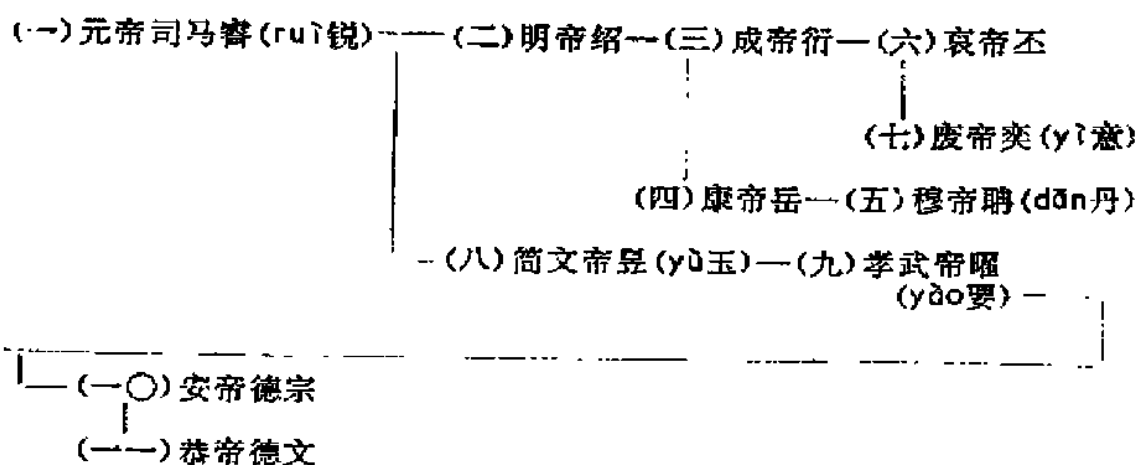 (一)元帝司马睿(ruì锐)——(二)明帝绍—(三)成帝衍—(六)哀帝丕
(七)废帝奕(yì意)
(四)康帝岳—(五)穆帝聃(dān丹)
(八)简文帝昱(yù玉)—(九)孝武帝曜
(yào要)
(一〇)安帝德宗
(一一)恭帝德文